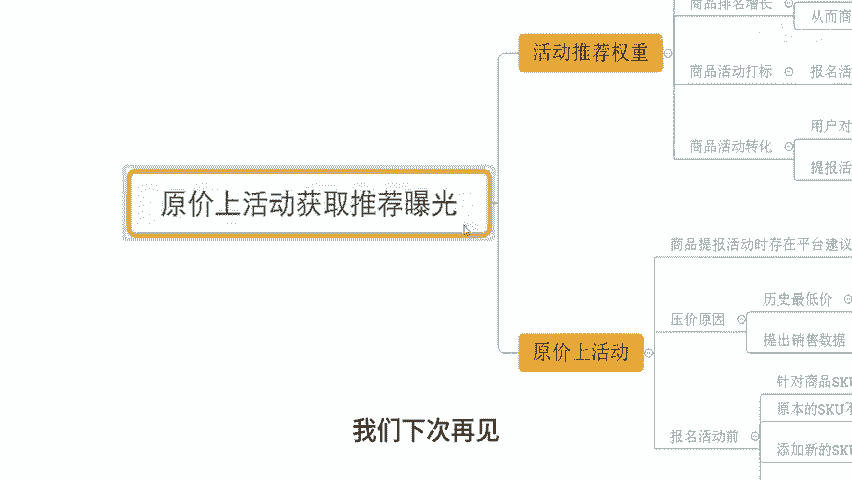 商品排名增长
从而商
活动推荐权重
商品活动打标
报名活
用户对
商品活动转化
提报活
原价上活动获取推荐曝光
商品提报活动时存在平台建议
历史最低价
压价原因
提出销售数据
原价上活动
针对商品SKU
原本的SKU不
报名活动前
添加新的SKU
我们下次再见